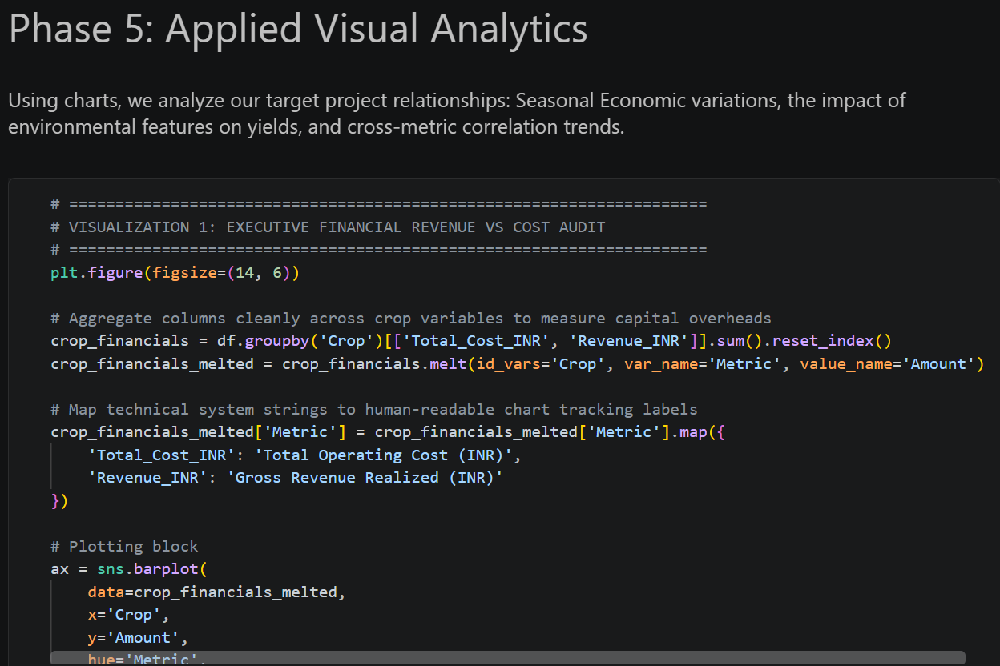 Phase 5: Applied Visual Analytics
Using charts, we analyze our target project relationships: Seasonal Economic variations, the impact of
environmental features on yields, and cross-metric correlation trends.
# =====================================================================
# VISUALIZATION 1: EXECUTIVE FINANCIAL REVENUE VS COST AUDIT
# =====================================================================
plt.figure(figsize=(14, 6))
# Aggregate columns cleanly across crop variables to measure capital overheads
crop_financials = df.groupby('Crop')[['Total_Cost_INR', 'Revenue_INR']].sum().reset_index()
crop_financials_melted = crop_financials.melt(id_vars='Crop', var_name='Metric', value_name='Amount')
# Map technical system strings to human-readable chart tracking labels
crop_financials_melted['Metric'] = crop_financials_melted['Metric'].map({
    'Total_Cost_INR': 'Total Operating Cost (INR)',
    'Revenue_INR': 'Gross Revenue Realized (INR)'
})
# Plotting block
ax = sns.barplot(
    data=crop_financials_melted,
    x='Crop',
    y='Amount',
    hue='Metric',